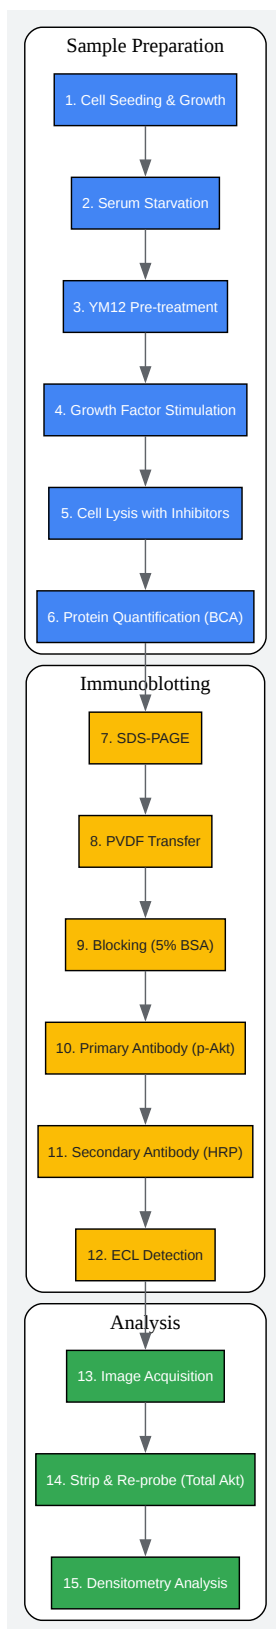 Sample Preparation
1. Cell Seeding & Growth
2. Serum Starvation
3. YM12 Pre-treatment
4. Growth Factor Stimulation
5. Cell Lysis with Inhibitors
6. Protein Quantification (BCA)
Immunoblotting
7. SDS-PAGE
8. PVDF Transfer
9. Blocking (5% BSA)
10. Primary Antibody (p-Akt)
11. Secondary Antibody (HRP)
12. ECL Detection
Analysis
13. Image Acquisition
14. Strip & Re-probe (Total Akt)
15. Densitometry Analysis